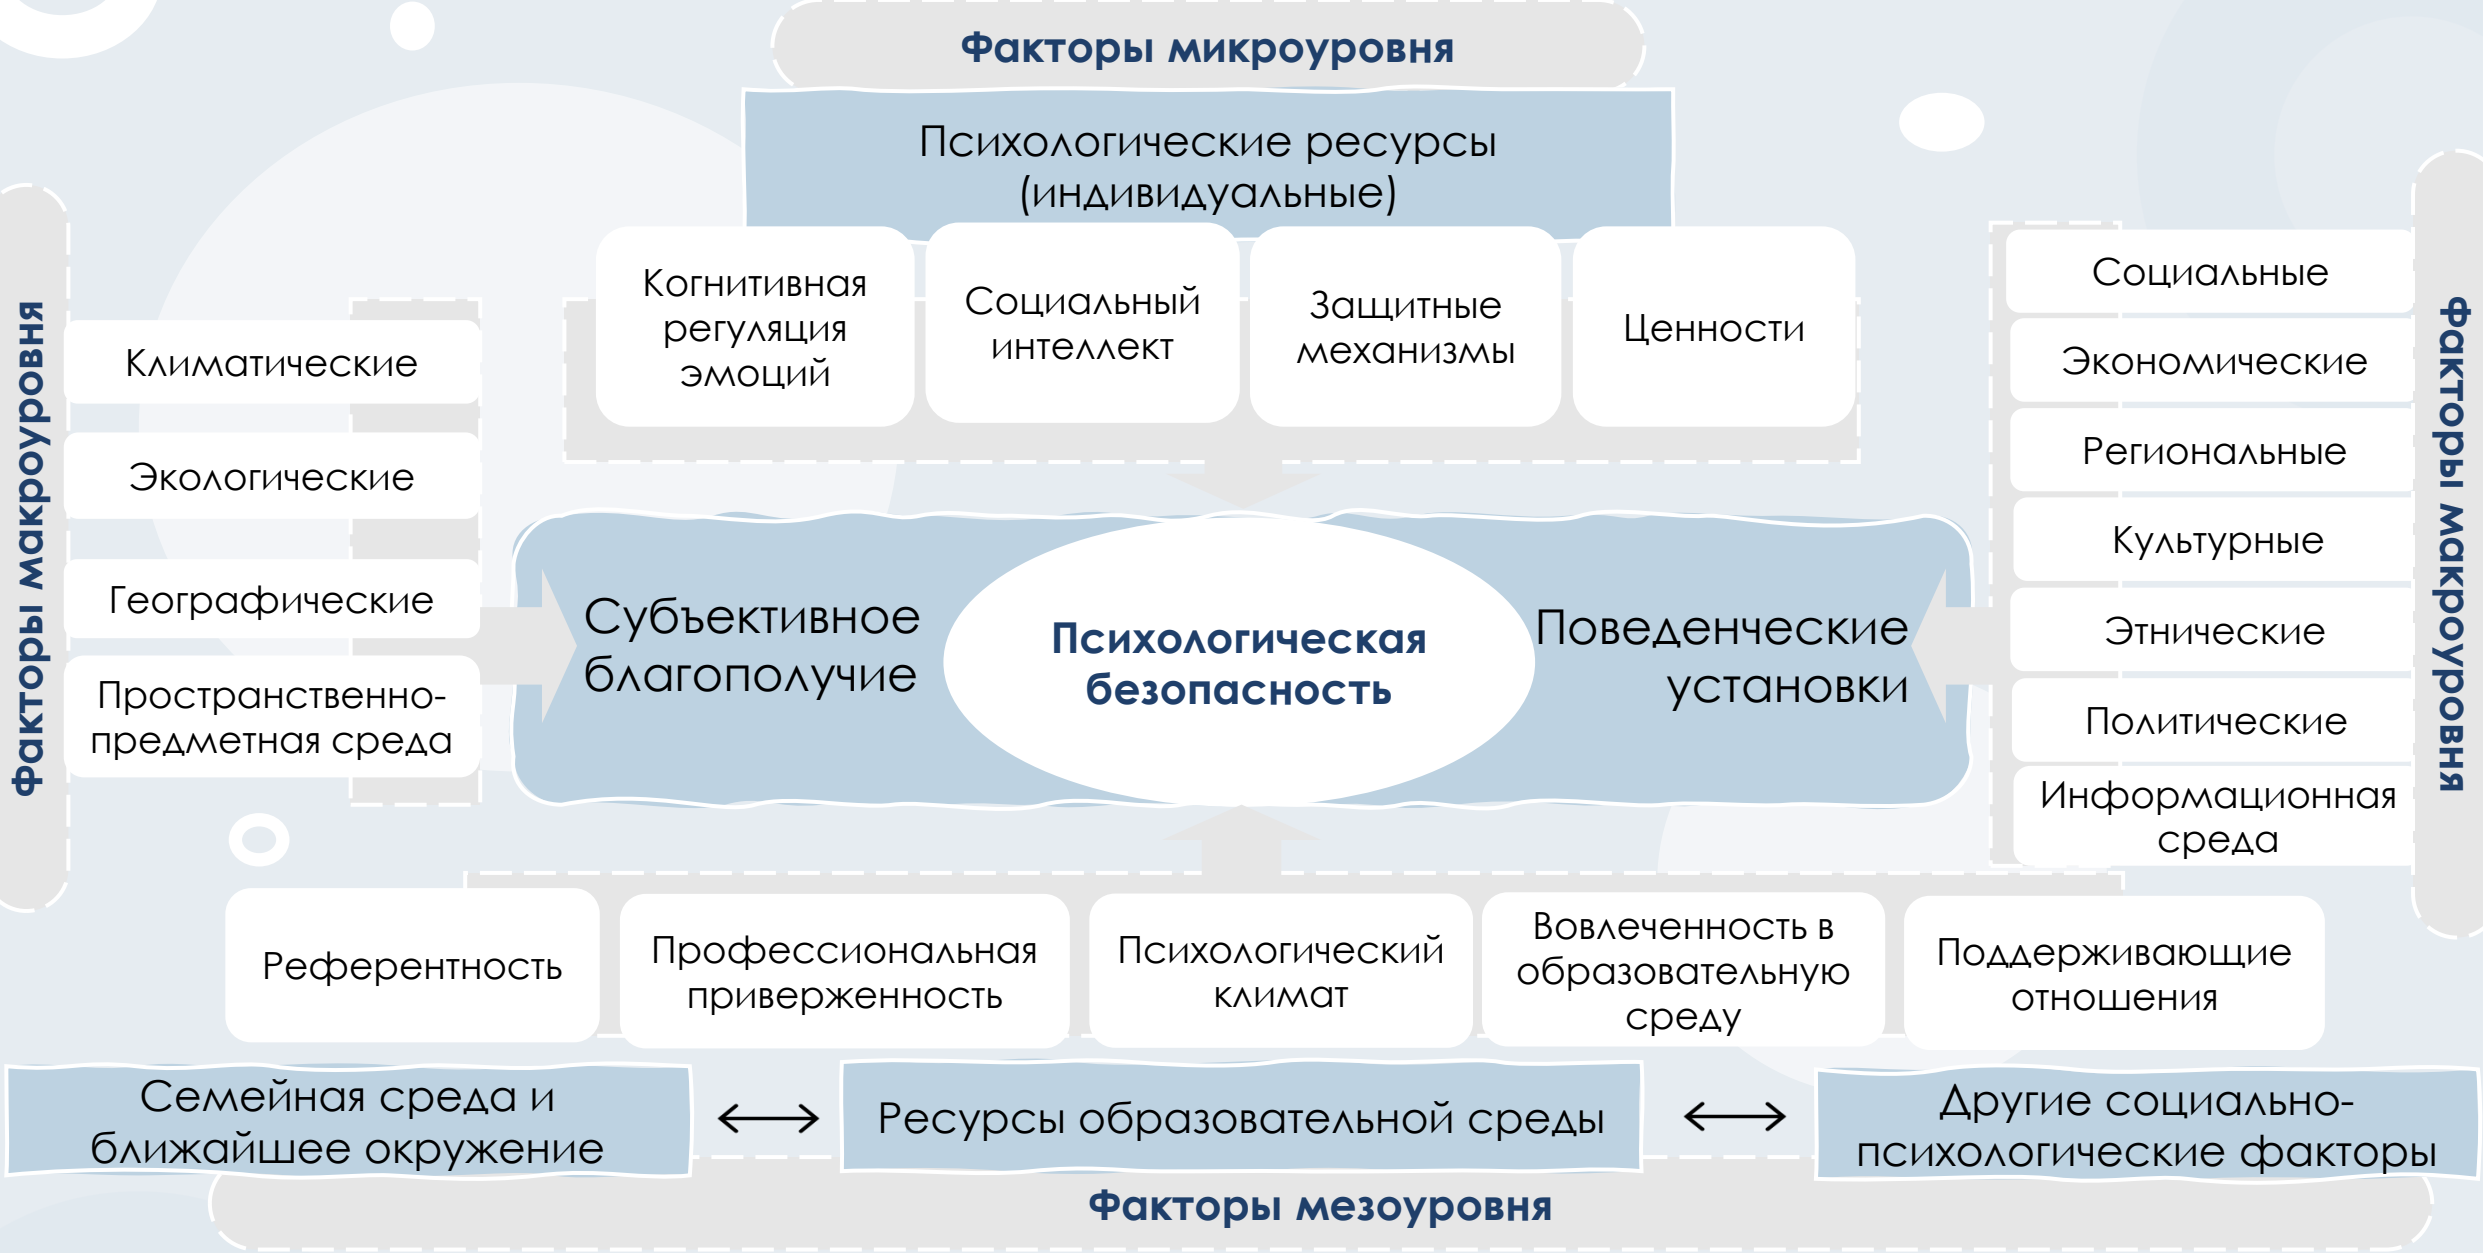 Факторы микроуровня
Психологические ресурсы
(индивидуальные)
Когнитивная
регуляция
эмоций
Социальный
интеллект
Защитные
механизмы
Ценности
Факторы макроуровня
Климатические
Экологические
Географические
Пространственно-
предметная среда
Субъективное
благополучие
Психологическая
безопасность
Поведенческие
установки
Социальные
Экономические
Региональные
Культурные
Этнические
Политические
Информационная
среда
Факторы макроуровня
Референтность
Профессиональная
приверженность
Психологический
климат
Вовлеченность в
образовательную
среду
Поддерживающие
отношения
Семейная среда и
ближайшее окружение
Ресурсы образовательной среды
Другие социально-
психологические факторы
Факторы мезоуровня